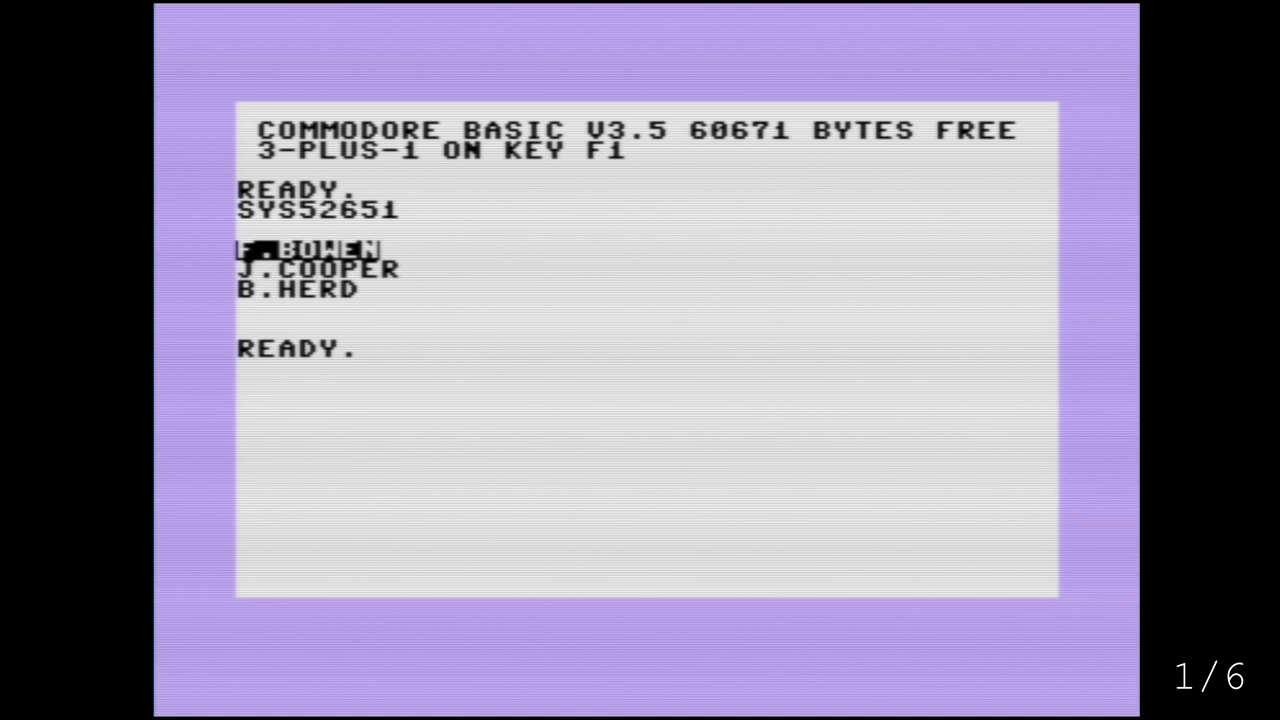 COMMODORE BASIC V3.5 60671 BYTES FREE
3-PLUS-1 ON KEY F1
READY.
SYS52651
F.BOWEN
J.COOPER
B.HERD
READY.
1/6